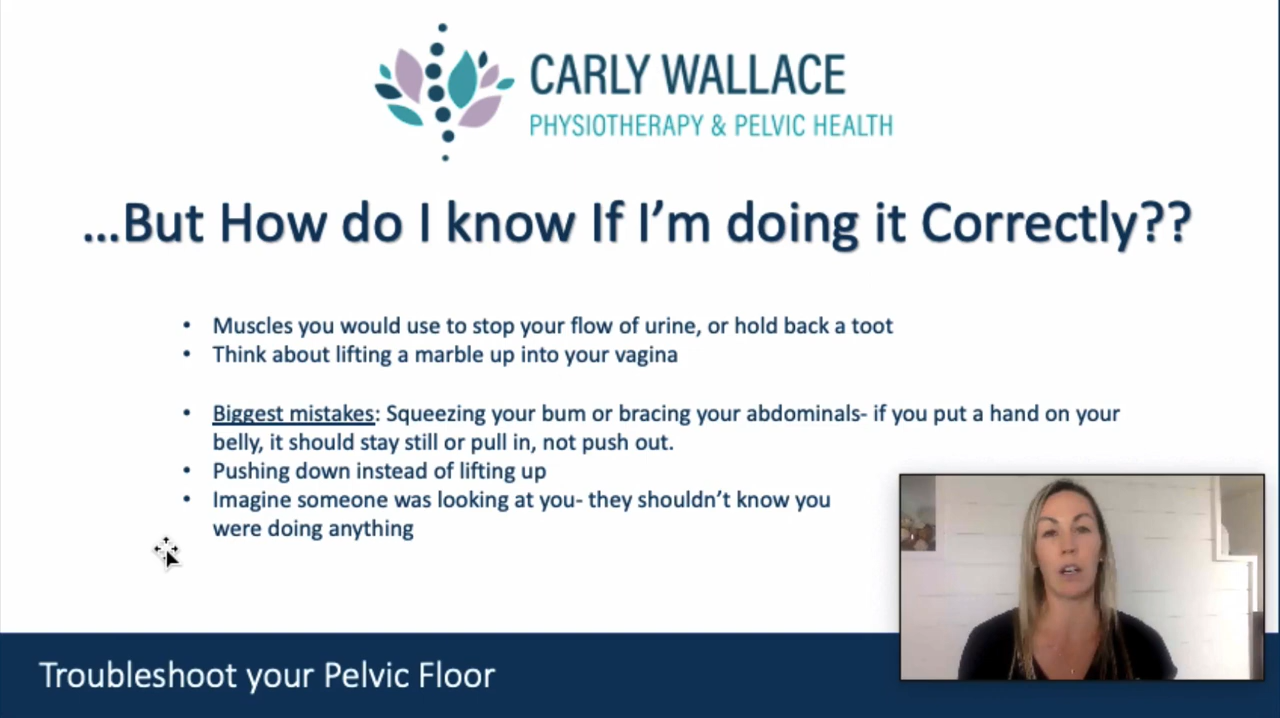 CARLY WALLACE
PHYSIOTHERAPY & PELVIC HEALTH
...But How do I know If I'm doing it Correctly??
• Muscles you would use to stop your flow of urine, or hold back a toot
• Think about lifting a marble up into your vagina
• Biggest mistakes: Squeezing your bum or bracing your abdominals- if you put a hand on your
belly, it should stay still or pull in, not push out.
• Pushing down instead of lifting up
• Imagine someone was looking at you- they shouldn't know you
were doing anything
Troubleshoot your Pelvic Floor